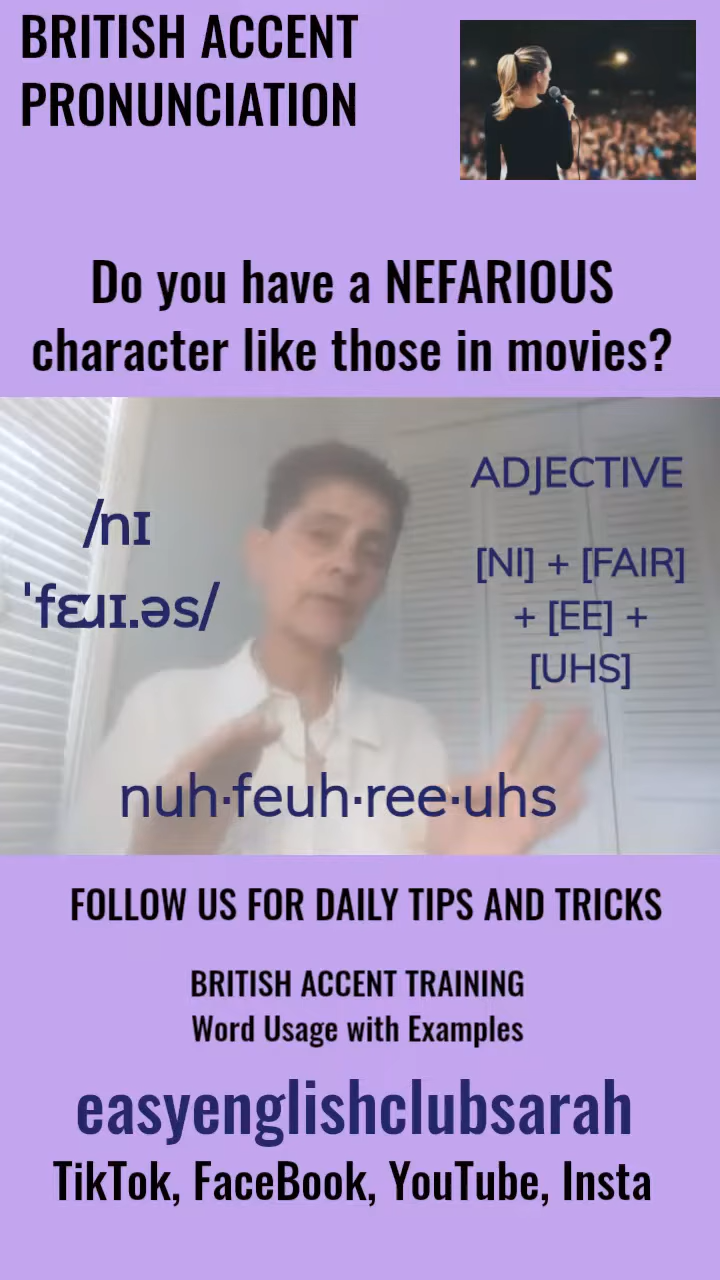 BRITISH ACCENT
PRONUNCIATION
Do you have a NEFARIOUS
character like those in movies?
/nɪ
ˈfɛɹɪ.əs/
ADJECTIVE
[NI] + [FAIR]
+ [EE] +
[UHS]
nuh·feuh·ree·uhs
FOLLOW US FOR DAILY TIPS AND TRICKS
BRITISH ACCENT TRAINING
Word Usage with Examples
easyenglishclubsarah
TikTok, FaceBook, YouTube, Insta